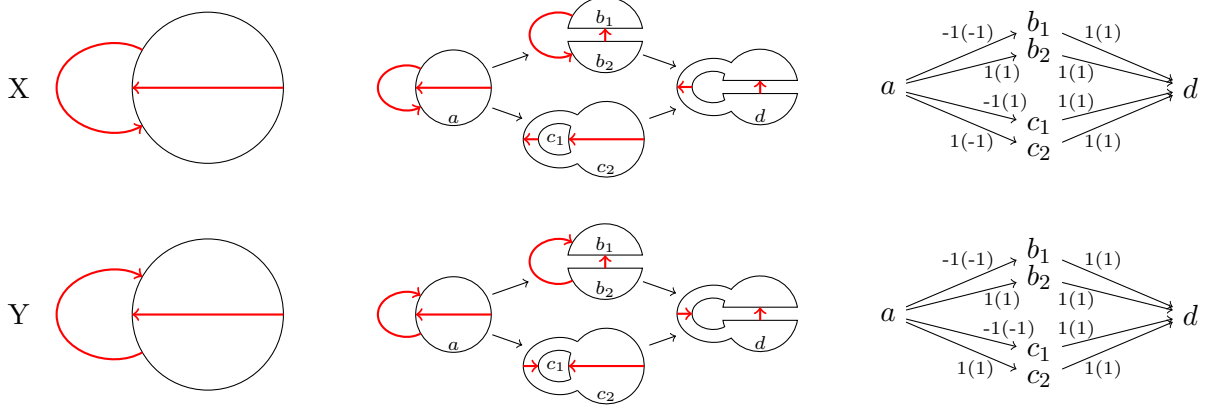 b₁
-1(-1) b₁ 1(1)
b₂
b₂
1(1) 1(1)
X
a
d
a
d
-1(1) 1(1)
c₁
c₁
c₂
1(-1) c₂ 1(1)
b₁
-1(-1) b₁ 1(1)
b₂
b₂
1(1) 1(1)
Y
a
d
a
d
-1(-1) 1(1)
c₁
c₁
c₂
1(1) c₂ 1(1)